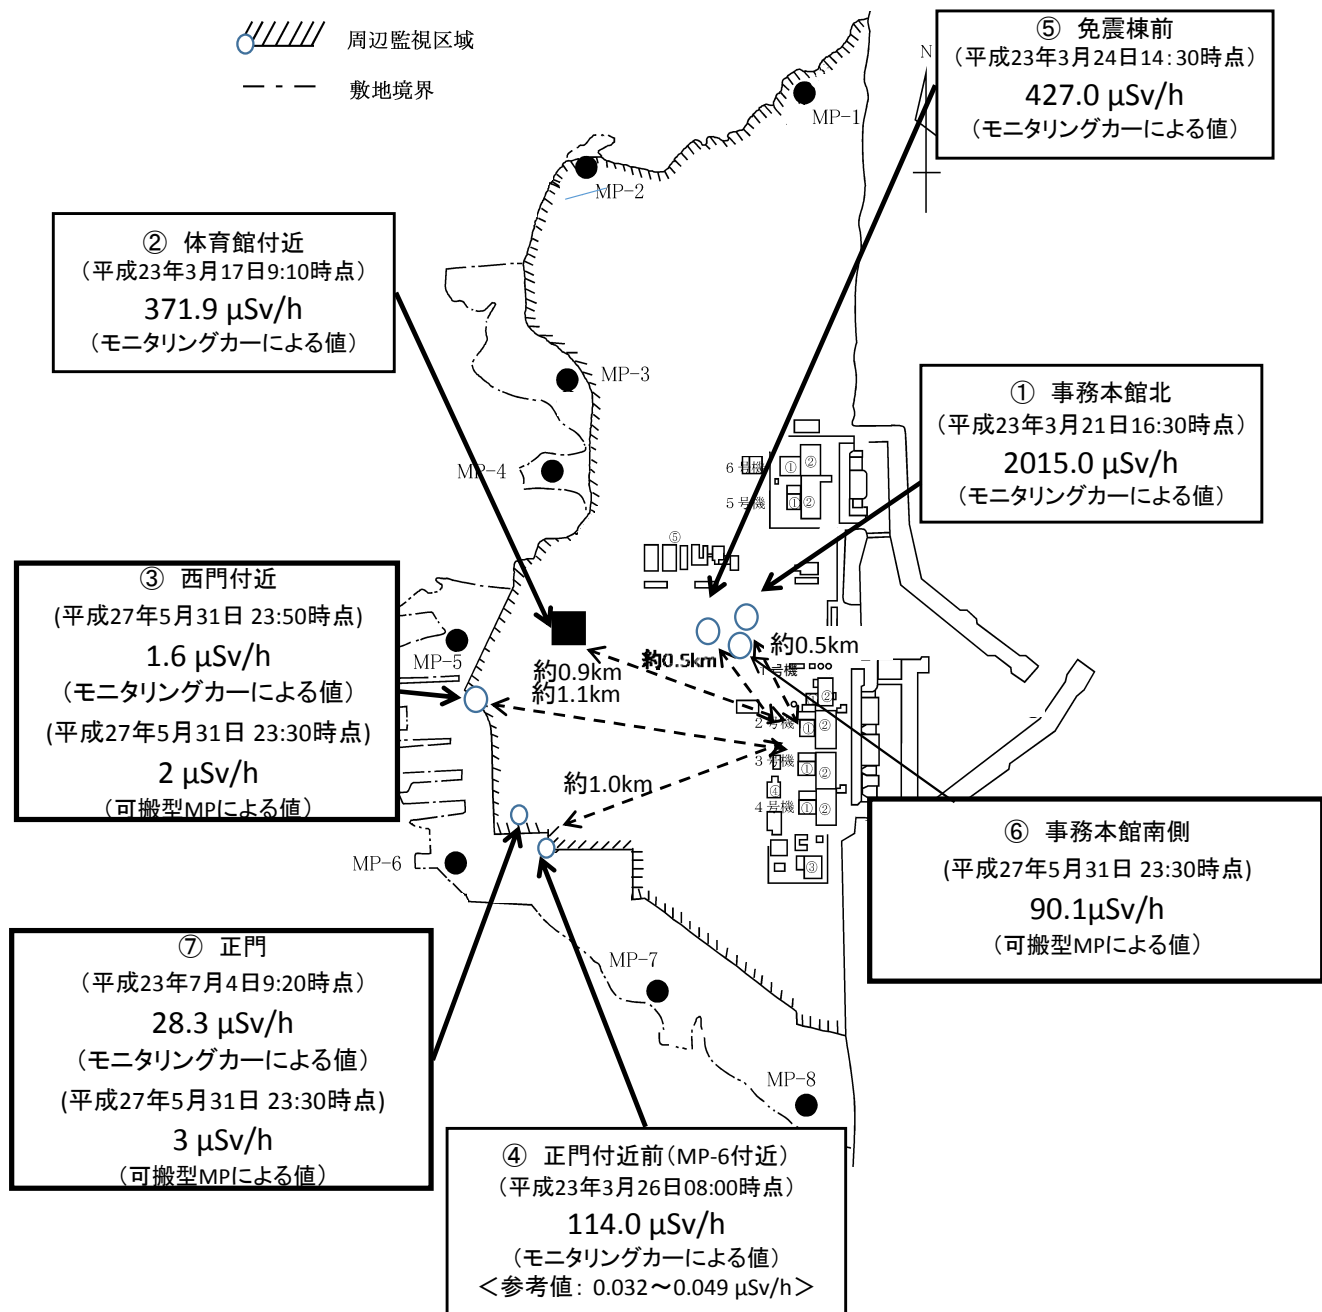 周辺監視区域
敷地境界
⑤ 免震棟前
（平成23年3月24日14：30時点）
427.0 μSv/h
（モニタリングカーによる値）
N
MP-1
MP-2
② 体育館付近
（平成23年3月17日9:10時点）
371.9 μSv/h
（モニタリングカーによる値）
MP-3
MP-4
① 事務本館北
（平成23年3月21日16:30時点）
2015.0 μSv/h
（モニタリングカーによる値）
6号機
① ②
5号機
① ②
⑤
③ 西門付近
(平成27年5月31日 23:50時点)
1.6 μSv/h
（モニタリングカーによる値）
(平成27年5月31日 23:30時点)
2 μSv/h
（可搬型MPによる値）
MP-5
約0.9km
約1.1km
約0.5km
約0.5km
1号機
②
2号機
① ②
3号機
① ②
④
4号機
① ②
③
約1.0km
MP-6
⑥ 事務本館南側
(平成27年5月31日 23:30時点)
90.1μSv/h
（可搬型MPによる値）
⑦ 正門
（平成23年7月4日9:20時点）
28.3 μSv/h
（モニタリングカーによる値）
(平成27年5月31日 23:30時点)
3 μSv/h
（可搬型MPによる値）
MP-7
MP-8
④ 正門付近前（MP-6付近）
（平成23年3月26日08:00時点）
114.0 μSv/h
（モニタリングカーによる値）
＜参考値： 0.032～0.049 μSv/h＞